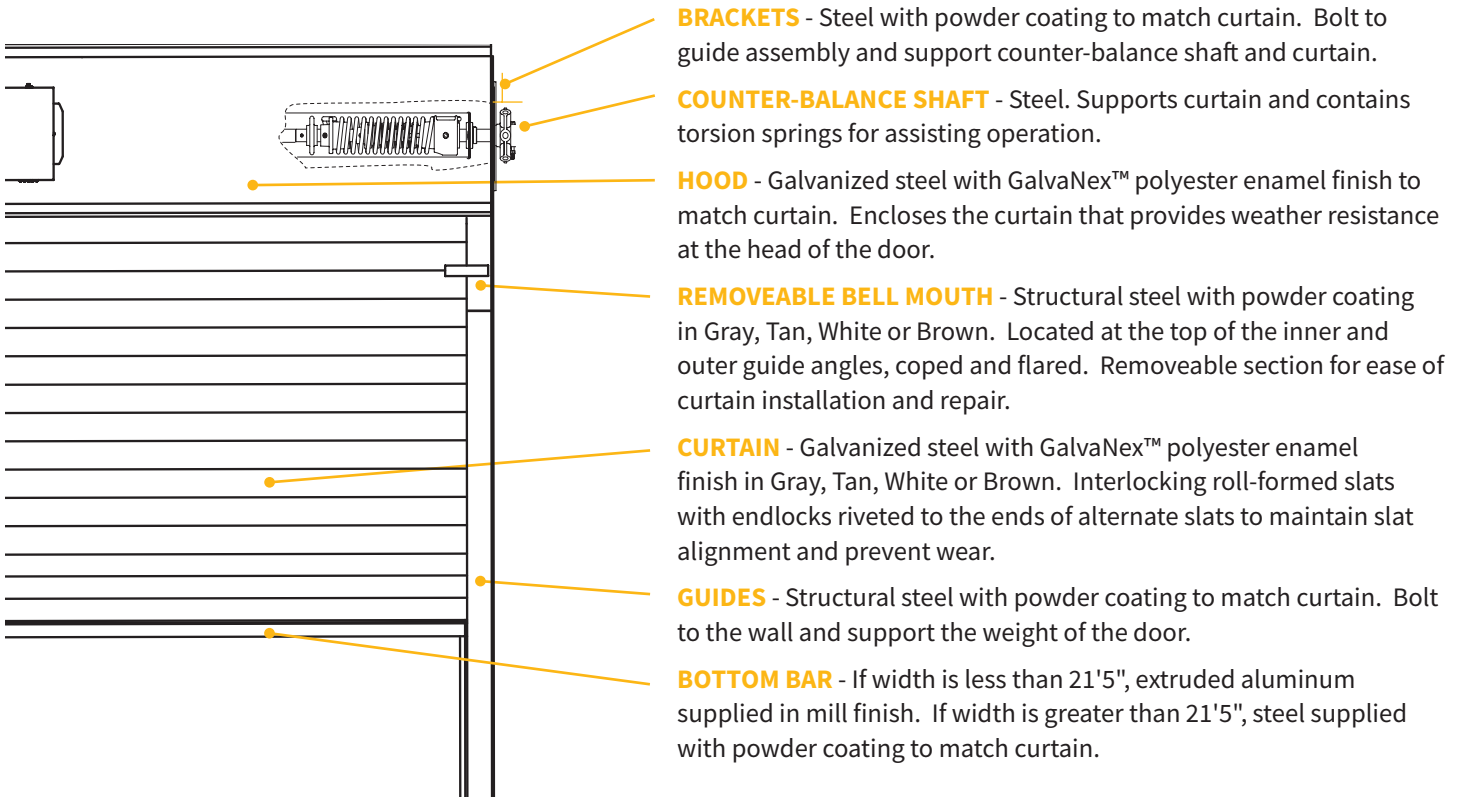 BRACKETS - Steel with powder coating to match curtain. Bolt to
guide assembly and support counter-balance shaft and curtain.
COUNTER-BALANCE SHAFT - Steel. Supports curtain and contains
torsion springs for assisting operation.
HOOD - Galvanized steel with GalvaNex™ polyester enamel finish to
match curtain. Encloses the curtain that provides weather resistance
at the head of the door.
REMOVEABLE BELL MOUTH - Structural steel with powder coating
in Gray, Tan, White or Brown. Located at the top of the inner and
outer guide angles, coped and flared. Removeable section for ease of
curtain installation and repair.
CURTAIN - Galvanized steel with GalvaNex™ polyester enamel
finish in Gray, Tan, White or Brown. Interlocking roll-formed slats
with endlocks riveted to the ends of alternate slats to maintain slat
alignment and prevent wear.
GUIDES - Structural steel with powder coating to match curtain. Bolt
to the wall and support the weight of the door.
BOTTOM BAR - If width is less than 21'5", extruded aluminum
supplied in mill finish. If width is greater than 21'5", steel supplied
with powder coating to match curtain.